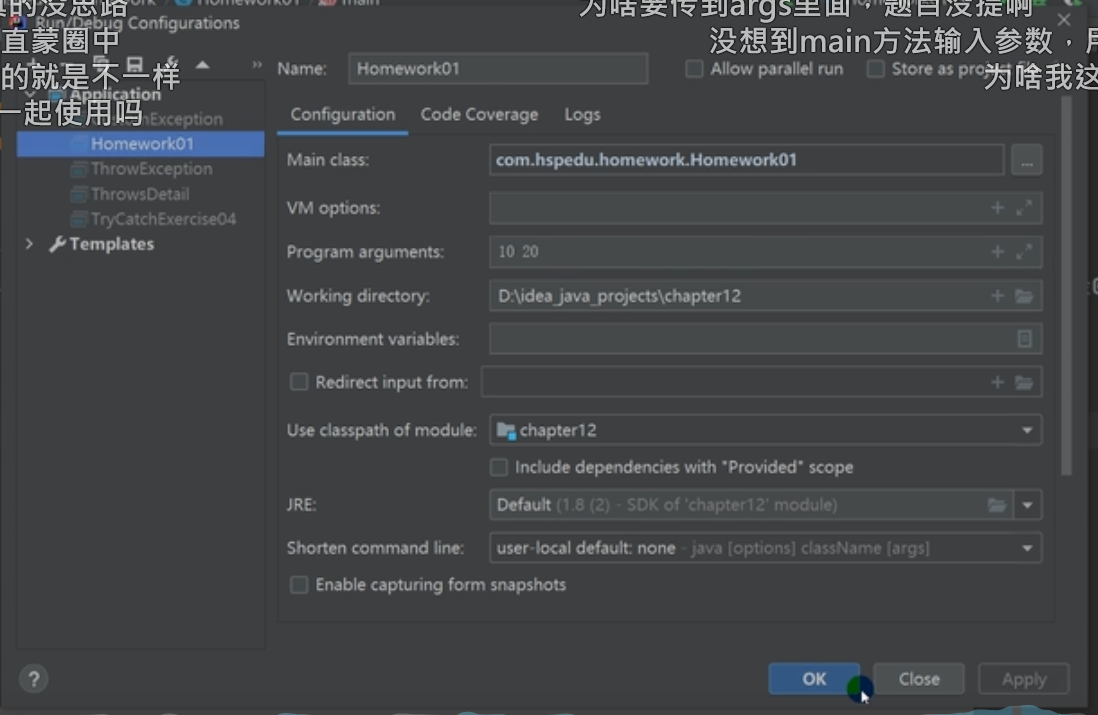 的没思路
为啥要传到args里面，题目没提啊
Run/Debug Configurations
直蒙圈中
没想到main方法输入参数，用
的就是不一样
为啥我这
一起使用吗
Name:
Homework01
Allow parallel run
Store as project
Application
Exception
Homework01
ThrowException
ThrowsDetail
TryCatchExercise04
Templates
Configuration
Code Coverage
Logs
Main class:
com.hspedu.homework.Homework01
...
VM options:
Program arguments:
10 20
Working directory:
D:\idea_java_projects\chapter12
Environment variables:
Redirect input from:
Use classpath of module:
chapter12
Include dependencies with "Provided" scope
JRE:
Default (1.8 (2) - SDK of 'chapter12' module)
Shorten command line:
user-local default: none - java [options] className [args]
Enable capturing form snapshots
?
OK
Close
Apply